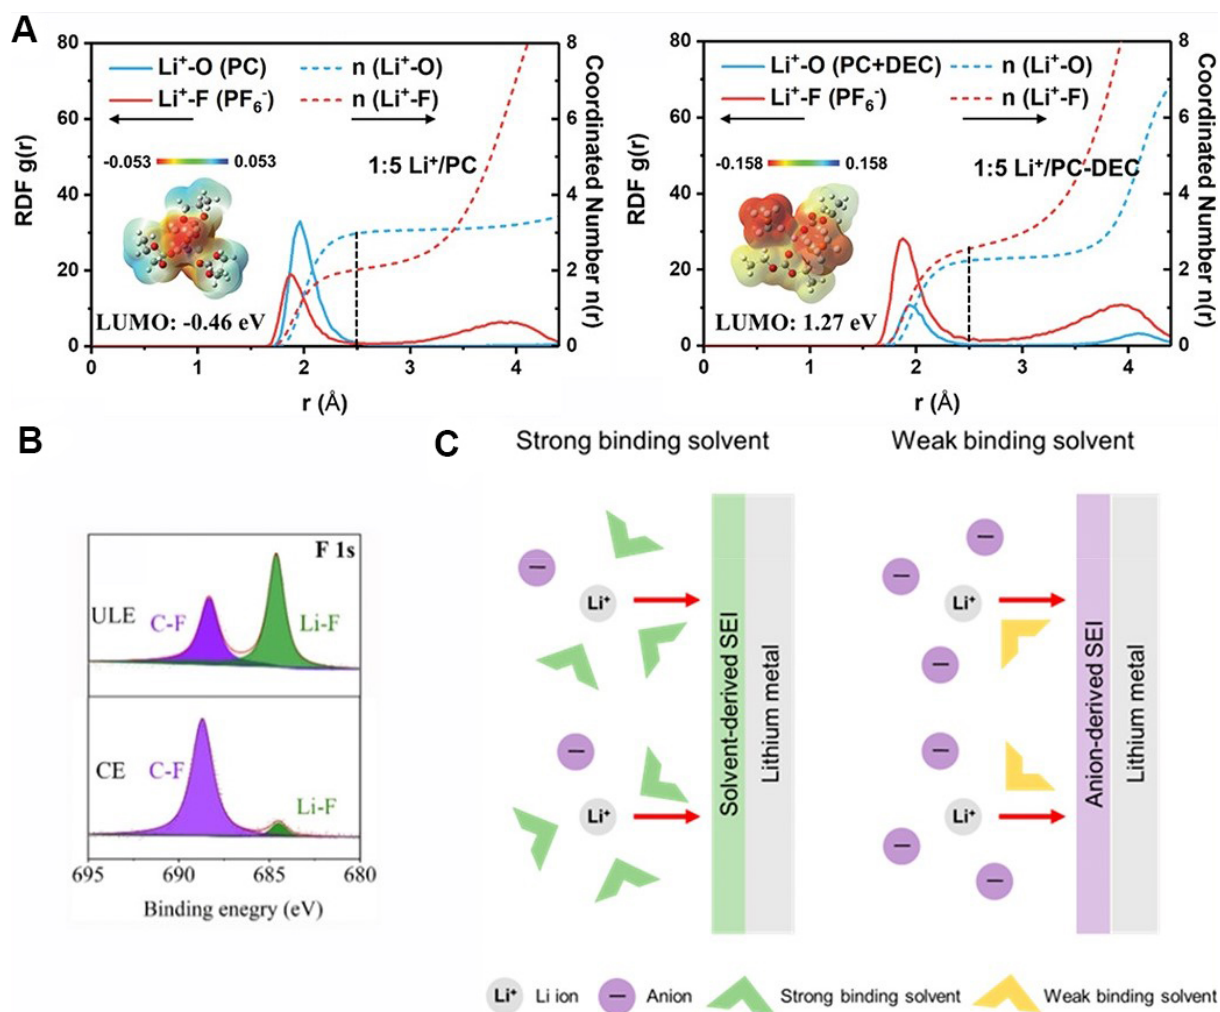 A
80
60
40
20
0
RDF g(r)
Li⁺-O (PC)
n (Li⁺-O)
Li⁺-F (PF₆⁻)
n (Li⁺-F)
-0.053
0.053
1:5 Li⁺/PC
LUMO: -0.46 eV
8
6
4
2
0
Coordinated Number n(r)
0 1 2 3 4
r (Å)
80
60
40
20
0
RDF g(r)
Li⁺-O (PC+DEC)
n (Li⁺-O)
Li⁺-F (PF₆⁻)
n (Li⁺-F)
-0.158
0.158
1:5 Li⁺/PC-DEC
LUMO: 1.27 eV
8
6
4
2
0
Coordinated Number n(r)
0 1 2 3 4
r (Å)
B
F 1s
ULE
C-F
Li-F
CE
C-F
Li-F
695 690 685 680
Binding enegry (eV)
C
Strong binding solvent
−
Li⁺
−
Li⁺
Solvent-derived SEI
Lithium metal
Weak binding solvent
−
−
Li⁺
−
−
Li⁺
−
−
Anion-derived SEI
Lithium metal
Li⁺ Li ion
− Anion
Strong binding solvent
Weak binding solvent